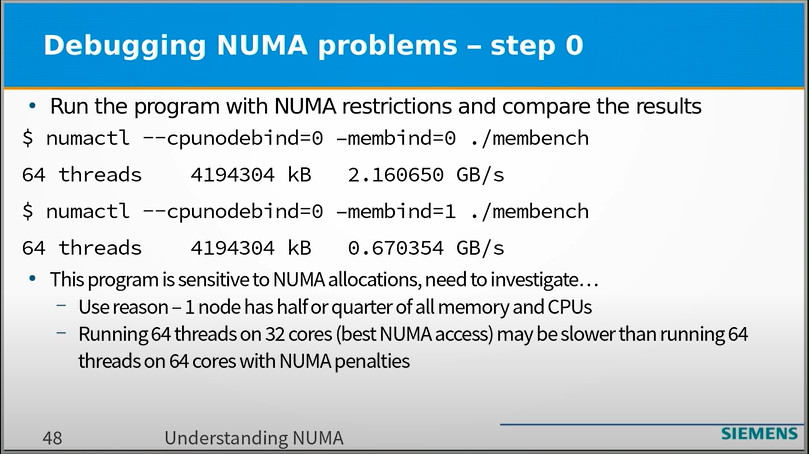 Debugging NUMA problems – step 0
• Run the program with NUMA restrictions and compare the results
$ numactl --cpunodebind=0 –membind=0 ./membench
64 threads 4194304 kB 2.160650 GB/s
$ numactl --cpunodebind=0 –membind=1 ./membench
64 threads 4194304 kB 0.670354 GB/s
• This program is sensitive to NUMA allocations, need to investigate…
– Use reason – 1 node has half or quarter of all memory and CPUs
– Running 64 threads on 32 cores (best NUMA access) may be slower than running 64
threads on 64 cores with NUMA penalties
48 Understanding NUMA
SIEMENS